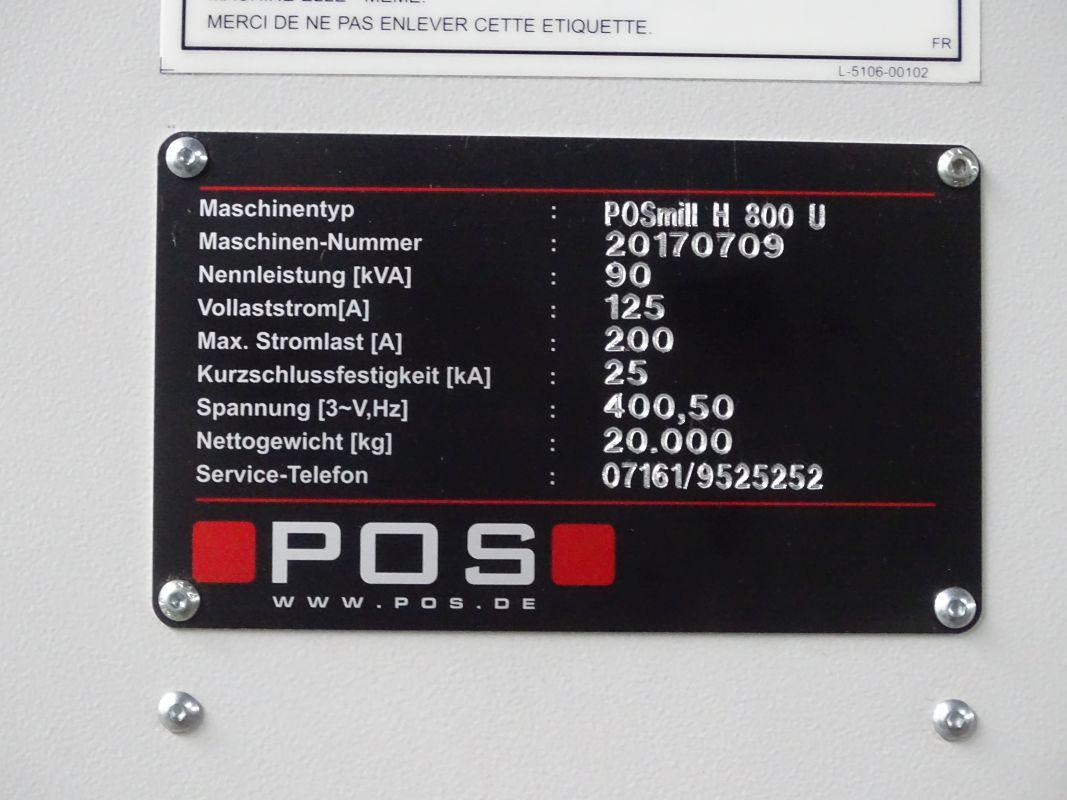 MERCI DE NE PAS ENLEVER CETTE ETIQUETTE.
FR
L-5106-00102
Maschinentyp : POSmill H 800 U
Maschinen-Nummer : 20170709
Nennleistung [kVA] : 90
Vollaststrom[A] : 125
Max. Stromlast [A] : 200
Kurzschlussfestigkeit [kA] : 25
Spannung [3~V,Hz] : 400,50
Nettogewicht [kg] : 20.000
Service-Telefon : 07161/9525252
POS
WWW.POS.DE